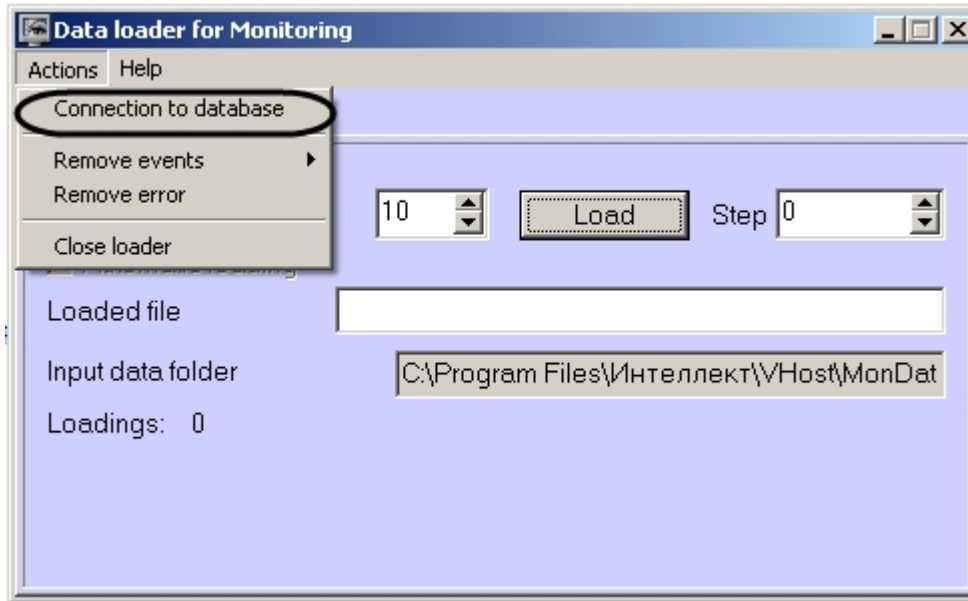 Data loader for Monitoring
Actions Help
Connection to database
Remove events
Remove error
10 Load Step 0
Close loader
Loaded file
Input data folder C:\Program Files\Интеллект\VHost\MonDat
Loadings: 0